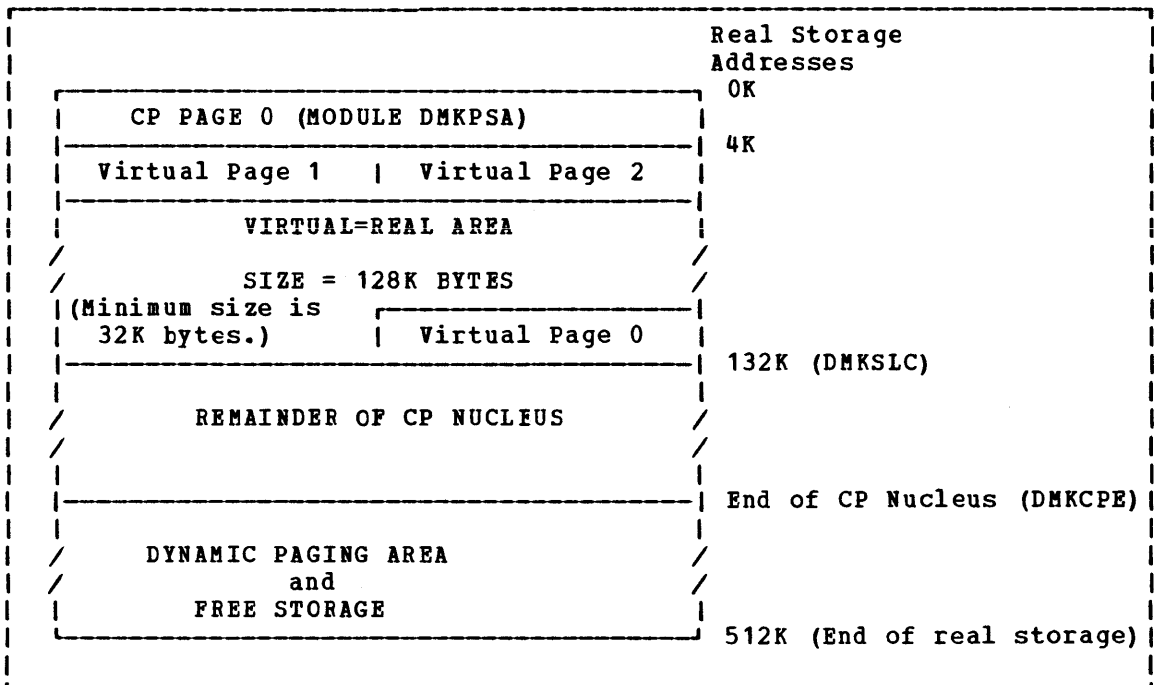 Real Storage
Addresses
0K
CP PAGE 0 (MODULE DMKPSA)
4K
Virtual Page 1 | Virtual Page 2
VIRTUAL=REAL AREA
SIZE = 128K BYTES
(Minimum size is
32K bytes.) | Virtual Page 0
132K (DMKSLC)
REMAINDER OF CP NUCLEUS
End of CP Nucleus (DMKCPE)
DYNAMIC PAGING AREA
and
FREE STORAGE
512K (End of real storage)